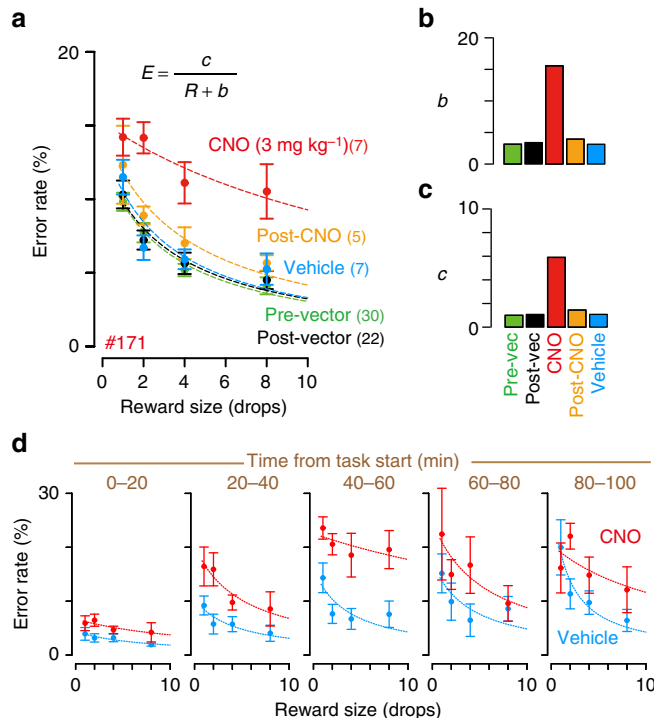 a
20
E = c / (R + b)
CNO (3 mg kg⁻¹)(7)
Post-CNO (5)
Vehicle (7)
Pre-vector (30)
Post-vector (22)
#171
0
Error rate (%)
0 2 4 6 8 10
Reward size (drops)
b
20
b
0
c
10
c
0
Pre-vec
Post-vec
CNO
Post-CNO
Vehicle
d
Time from task start (min)
0–20 20–40 40–60 60–80 80–100
30
CNO
Error rate (%)
Vehicle
0
0 10 0 10 0 10 0 10 0 10
Reward size (drops)